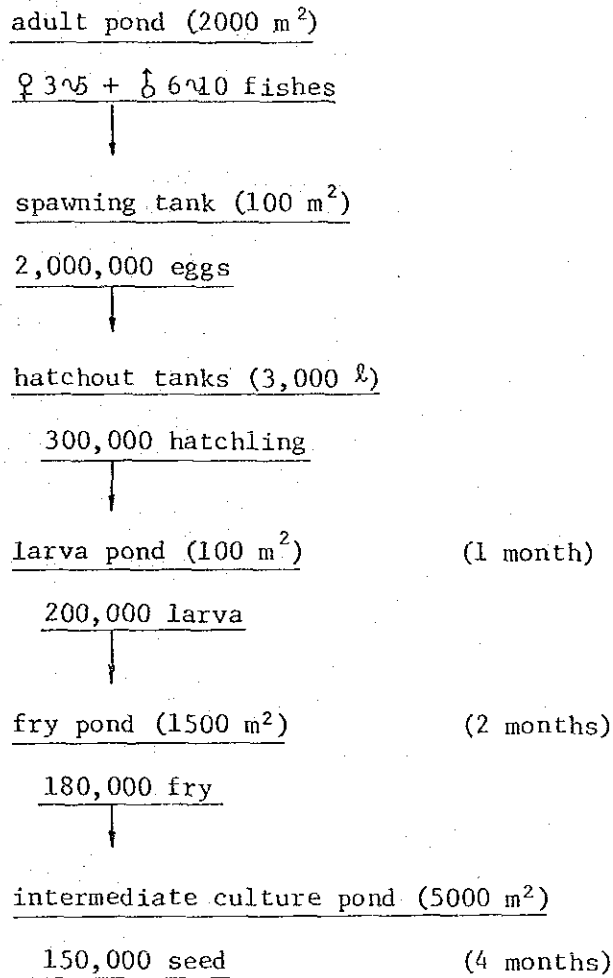 adult pond (2000 m²)
♀ 3~5 + ♂ 6~10 fishes
spawning tank (100 m²)
2,000,000 eggs
hatchout tanks (3,000 ℓ)
300,000 hatchling
larva pond (100 m²) (1 month)
200,000 larva
fry pond (1500 m²) (2 months)
180,000 fry
intermediate culture pond (5000 m²)
150,000 seed (4 months)